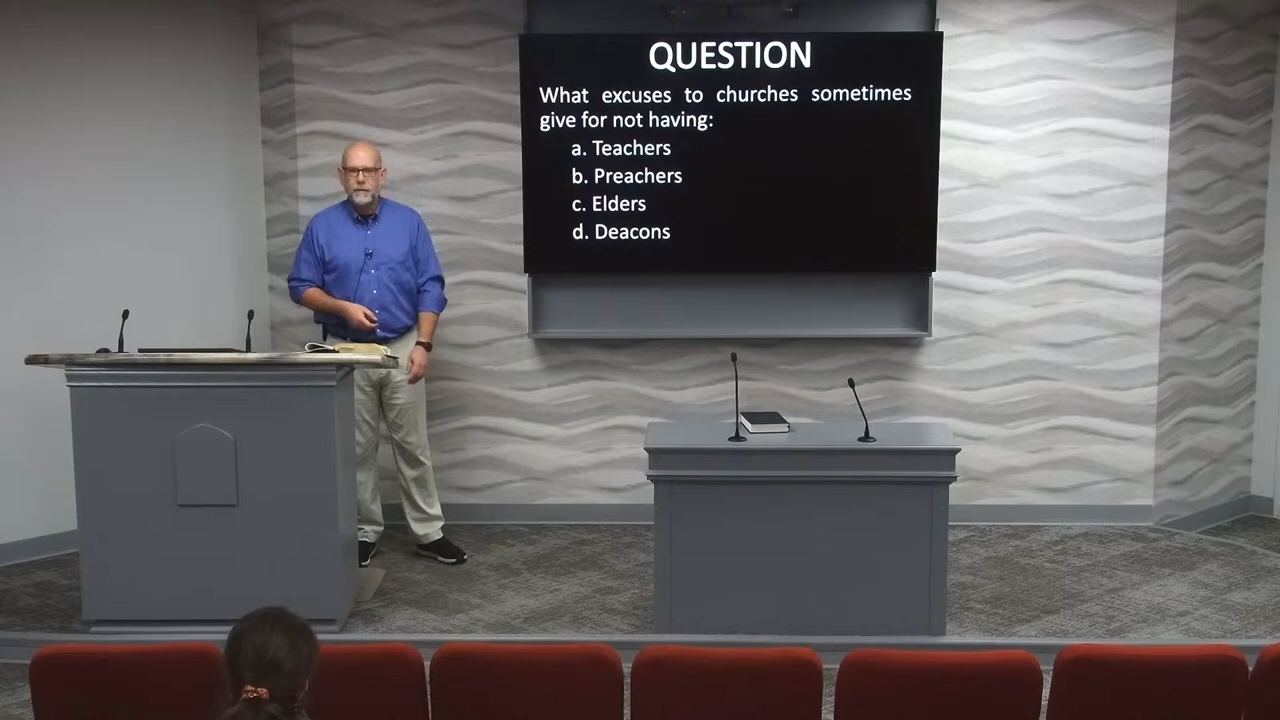 QUESTION
What excuses to churches sometimes
give for not having:
a. Teachers
b. Preachers
c. Elders
d. Deacons